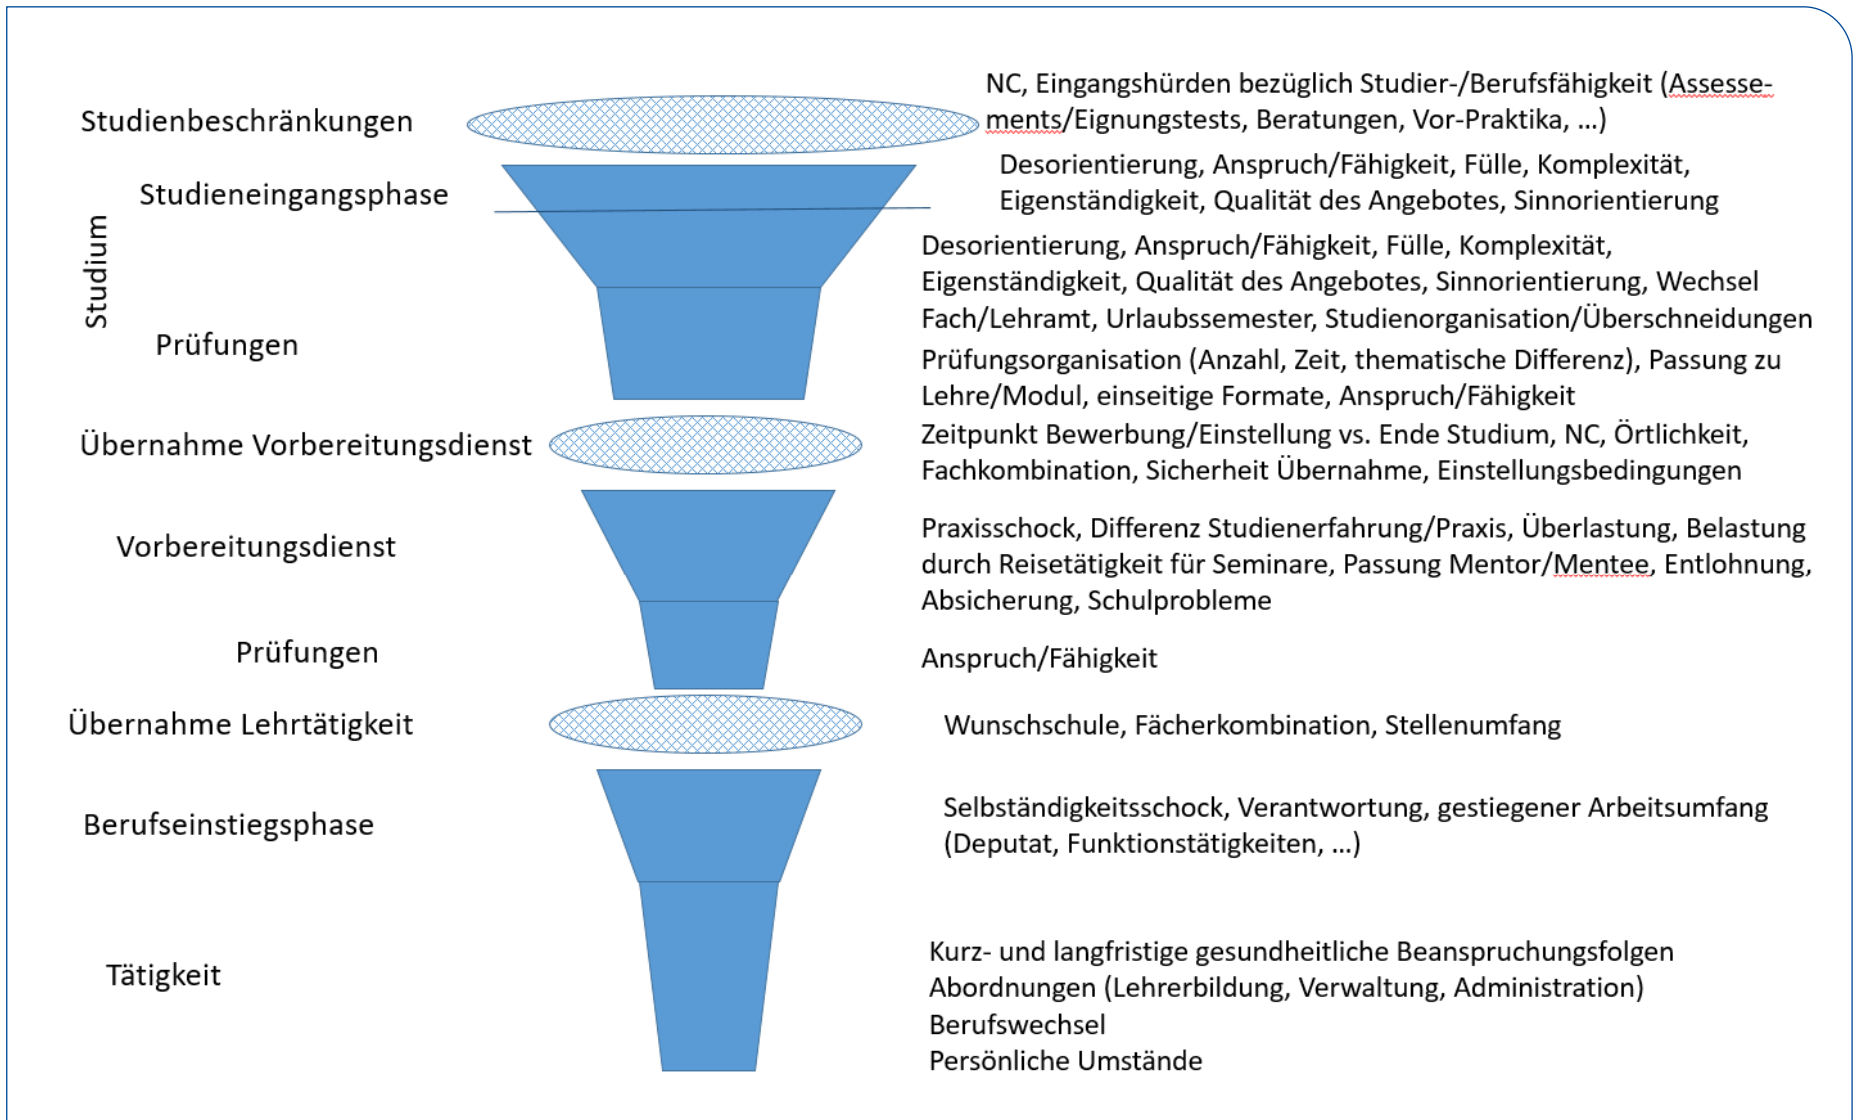 Studienbeschränkungen
NC, Eingangshürden bezüglich Studier-/Berufsfähigkeit (Assesse-
ments/Eignungstests, Beratungen, Vor-Praktika, ...)
Studium
Studieneingangsphase
Desorientierung, Anspruch/Fähigkeit, Fülle, Komplexität,
Eigenständigkeit, Qualität des Angebotes, Sinnorientierung
Desorientierung, Anspruch/Fähigkeit, Fülle, Komplexität,
Eigenständigkeit, Qualität des Angebotes, Sinnorientierung, Wechsel
Fach/Lehramt, Urlaubssemester, Studienorganisation/Überschneidungen
Prüfungen
Prüfungsorganisation (Anzahl, Zeit, thematische Differenz), Passung zu
Lehre/Modul, einseitige Formate, Anspruch/Fähigkeit
Übernahme Vorbereitungsdienst
Zeitpunkt Bewerbung/Einstellung vs. Ende Studium, NC, Örtlichkeit,
Fachkombination, Sicherheit Übernahme, Einstellungsbedingungen
Vorbereitungsdienst
Praxisschock, Differenz Studienerfahrung/Praxis, Überlastung, Belastung
durch Reisetätigkeit für Seminare, Passung Mentor/Mentee, Entlohnung,
Absicherung, Schulprobleme
Prüfungen
Anspruch/Fähigkeit
Übernahme Lehrtätigkeit
Wunschschule, Fächerkombination, Stellenumfang
Berufseinstiegsphase
Selbständigkeitsschock, Verantwortung, gestiegener Arbeitsumfang
(Deputat, Funktionstätigkeiten, ...)
Tätigkeit
Kurz- und langfristige gesundheitliche Beanspruchungsfolgen
Abordnungen (Lehrerbildung, Verwaltung, Administration)
Berufswechsel
Persönliche Umstände